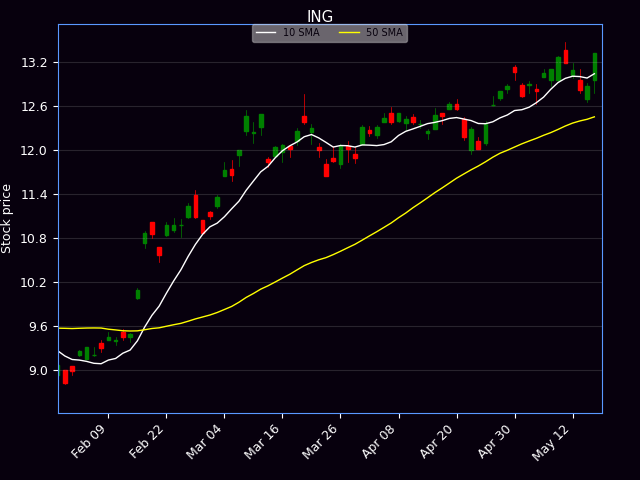 ING
10 SMA
50 SMA
Stock price
13.2
12.6
12.0
11.4
10.8
10.2
9.6
9.0
Feb 09
Feb 22
Mar 04
Mar 16
Mar 26
Apr 08
Apr 20
Apr 30
May 12